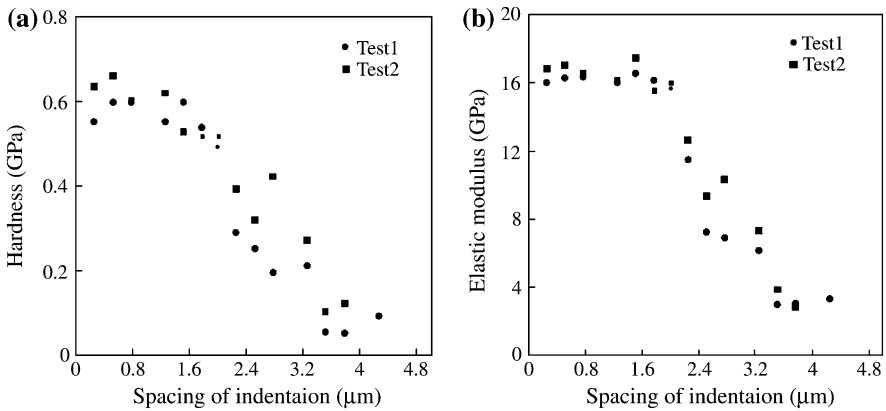 (a)
0.8
0.6
0.4
0.2
0
Hardness (GPa)
Test1
Test2
0 0.8 1.6 2.4 3.2 4 4.8
Spacing of indentaion (μm)
(b)
20
16
12
8
4
0
Elastic modulus (GPa)
Test1
Test2
0 0.8 1.6 2.4 3.2 4 4.8
Spacing of indentaion (μm)